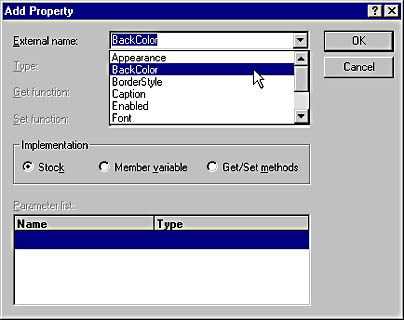 Add Property
External name: BackColor OK
Type: Appearance Cancel
BackColor
Get function: BorderStyle
Caption
Set function: Enabled
Font
Implementation
Stock Member variable Get/Set methods
Parameter list:
Name Type